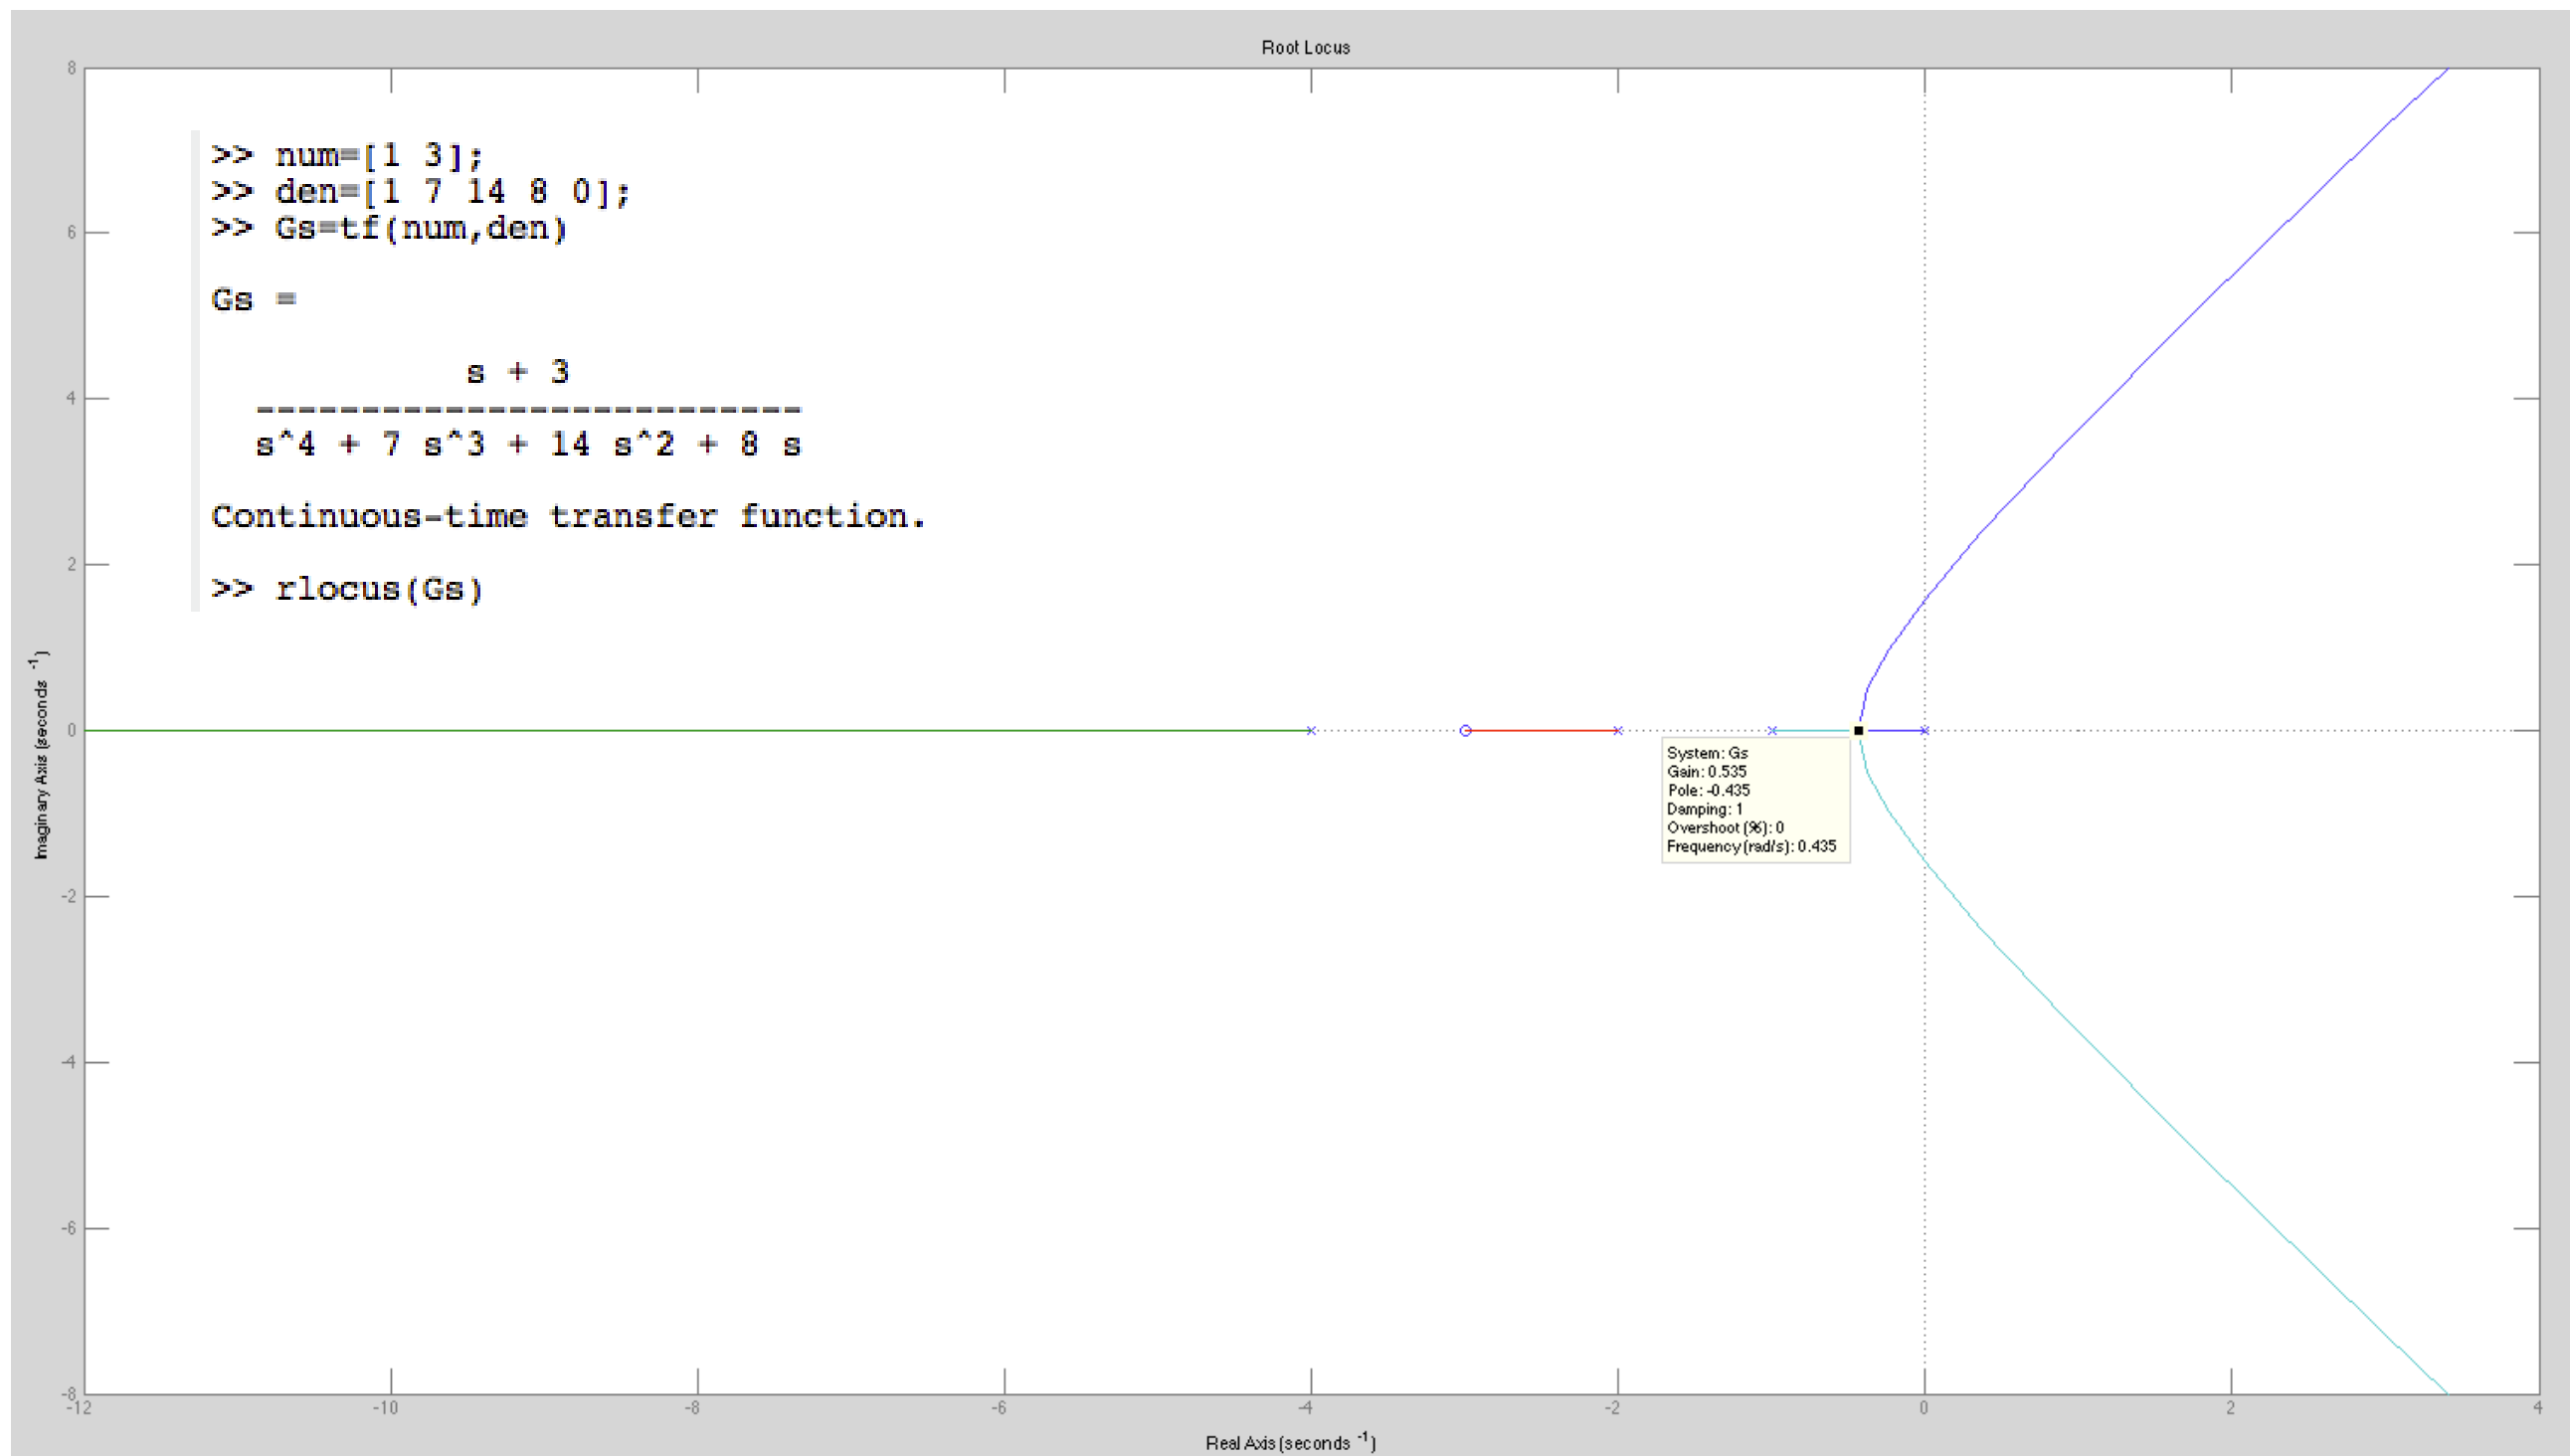 Root Locus
8
6
4
2
0
-2
-4
-6
-8
>> num=[1 3];
>> den=[1 7 14 8 0];
>> Gs=tf(num,den)
Gs =
s + 3
---------------------------
s^4 + 7 s^3 + 14 s^2 + 8 s
Continuous-time transfer function.
>> rlocus(Gs)
System: Gs
Gain: 0.535
Pole: -0.435
Damping: 1
Overshoot (%): 0
Frequency (rad/s): 0.435
Imaginary Axis (seconds -1)
-12 -10 -8 -6 -4 -2 0 2 4
Real Axis (seconds -1)